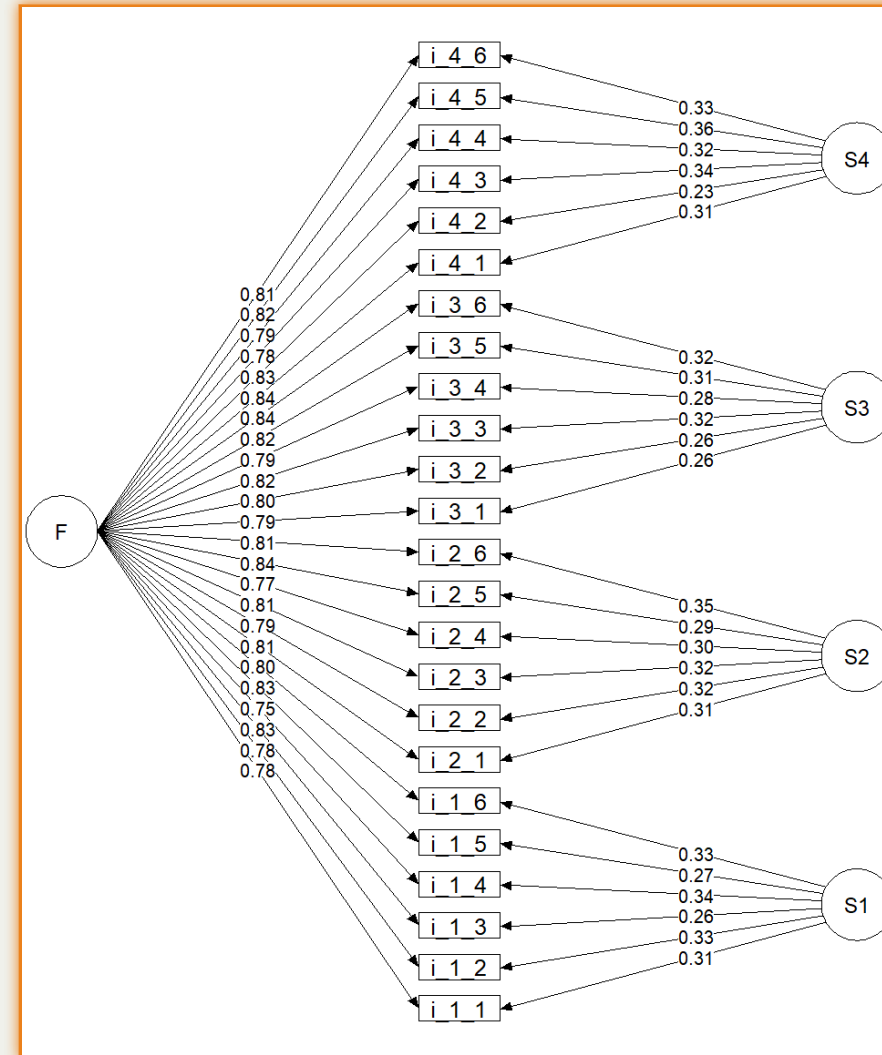 i_4_6
i_4_5
i_4_4
i_4_3
i_4_2
i_4_1
i_3_6
i_3_5
i_3_4
i_3_3
i_3_2
i_3_1
i_2_6
i_2_5
i_2_4
i_2_3
i_2_2
i_2_1
i_1_6
i_1_5
i_1_4
i_1_3
i_1_2
i_1_1
F
0.81
0.82
0.79
0.78
0.83
0.84
0.84
0.82
0.79
0.82
0.80
0.79
0.81
0.84
0.77
0.81
0.79
0.81
0.80
0.83
0.75
0.83
0.78
0.78
0.33
0.36
0.32
0.34
0.23
0.31
S4
0.32
0.31
0.28
0.32
0.26
0.26
S3
0.35
0.29
0.30
0.32
0.32
0.31
S2
0.33
0.27
0.34
0.26
0.33
0.31
S1